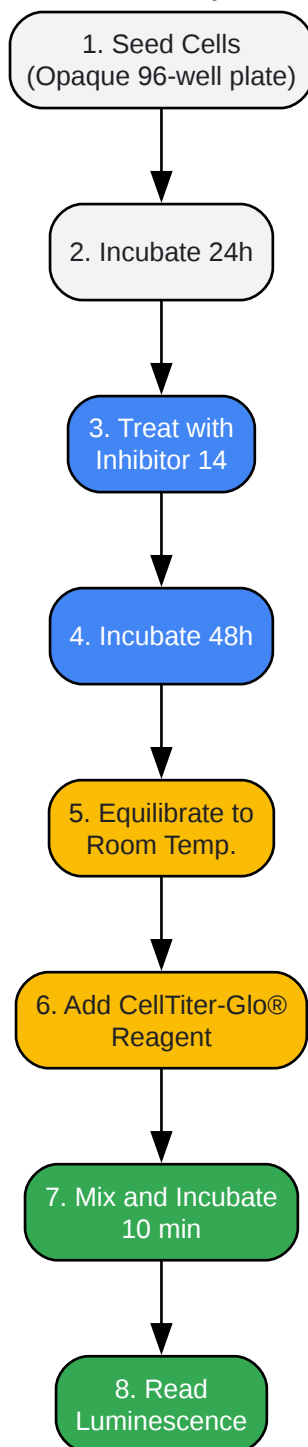 1. Seed Cells
(Opaque 96-well plate)
2. Incubate 24h
3. Treat with
Inhibitor 14
4. Incubate 48h
5. Equilibrate to
Room Temp.
6. Add CellTiter-Glo®
Reagent
7. Mix and Incubate
10 min
8. Read
Luminescence